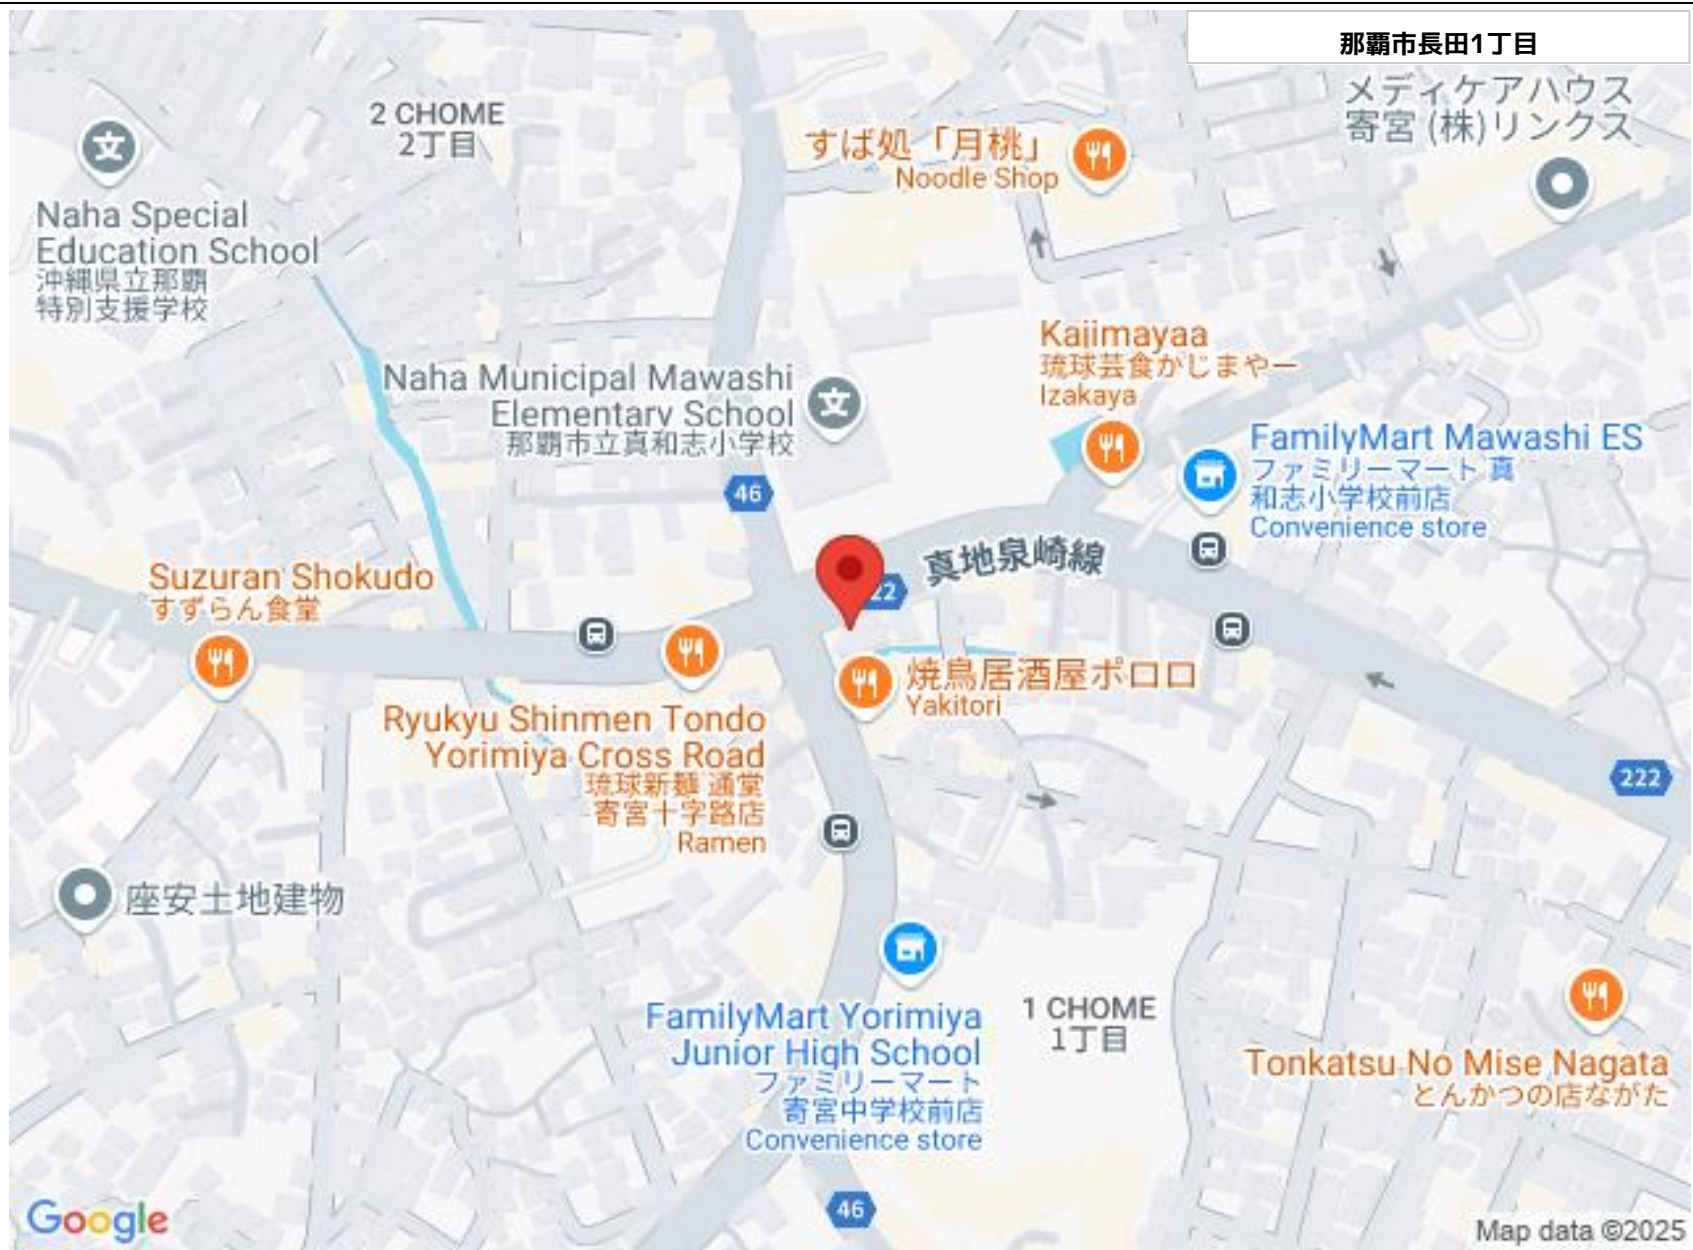 那覇市長田1丁目
メディケアハウス
寄宮 (株)リンクス
2 CHOME
2丁目
すば処「月桃」
Noodle Shop
Naha Special
Education School
沖縄県立那覇
特別支援学校
Kajimayaa
琉球芸食かじまやー
Izakaya
Naha Municipal Mawashi
Elementary School
那覇市立真和志小学校
FamilyMart Mawashi ES
ファミリーマート 真
和志小学校前店
Convenience store
46
真地泉崎線
22
Suzuran Shokudo
すずらん食堂
焼鳥居酒屋ポロロ
Yakitori
Ryukyu Shinmen Tondo
Yorimiya Cross Road
琉球新麺 通堂
寄宮十字路店
Ramen
222
座安土地建物
FamilyMart Yorimiya
Junior High School
ファミリーマート
寄宮中学校前店
Convenience store
1 CHOME
1丁目
Tonkatsu No Mise Nagata
とんかつの店ながた
46
Google
Map data ©2025